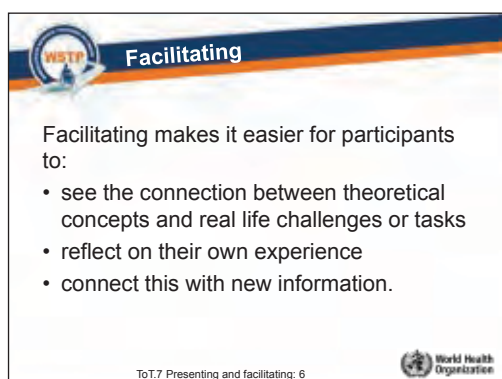 WSTP
Facilitating
Facilitating makes it easier for participants
to:
• see the connection between theoretical
concepts and real life challenges or tasks
• reflect on their own experience
• connect this with new information.
ToT.7 Presenting and facilitating: 6
World Health
Organization